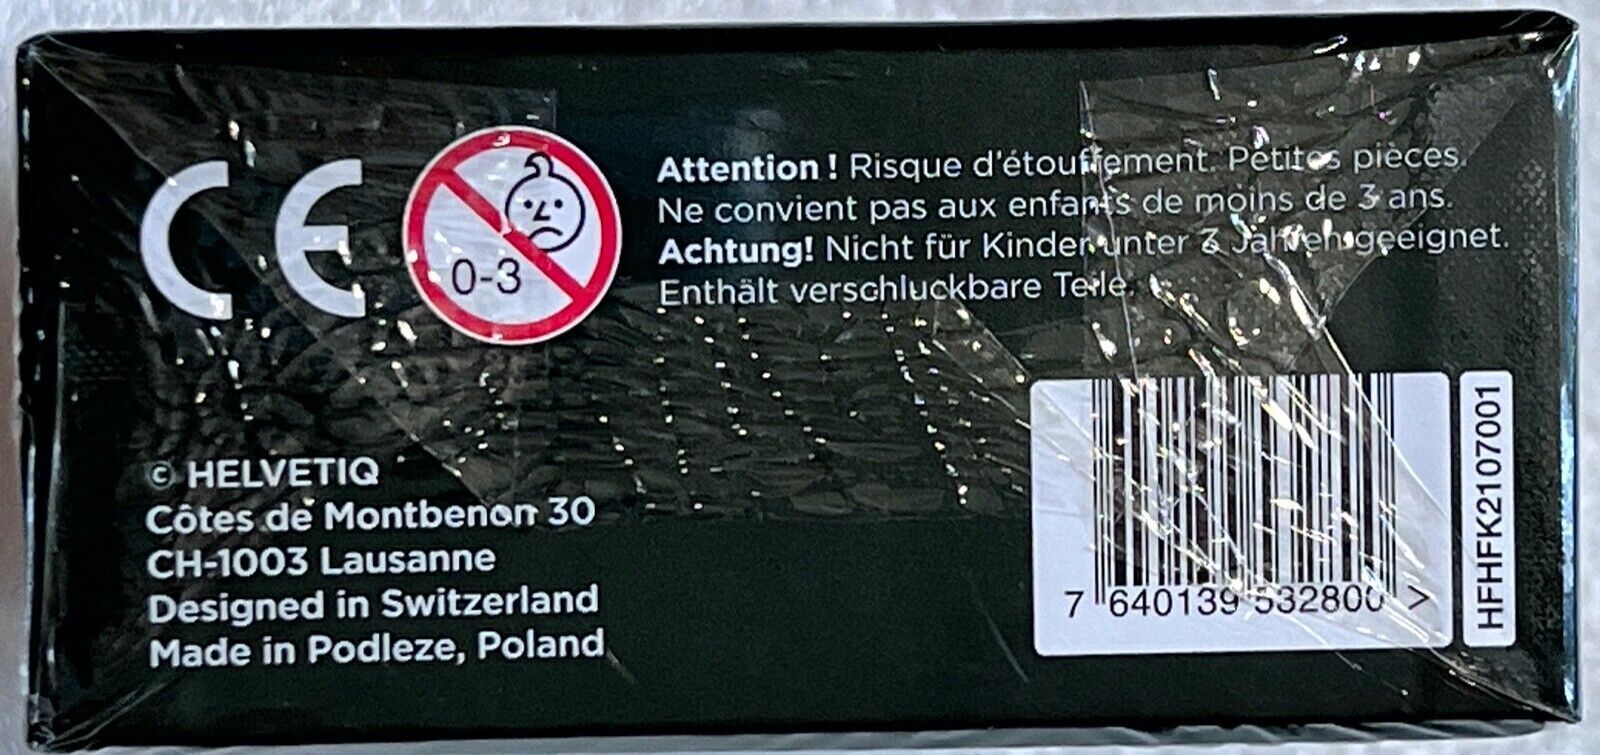 CE
0-3
Attention ! Risque d'étouffement. Petites pièces.
Ne convient pas aux enfants de moins de 3 ans.
Achtung! Nicht für Kinder unter 3 Jahren geeignet.
Enthält verschluckbare Teile.
© HELVETIQ
Côtes de Montbenon 30
CH-1003 Lausanne
Designed in Switzerland
Made in Podleze, Poland
7 640139 532800 >
HFHFK2107001